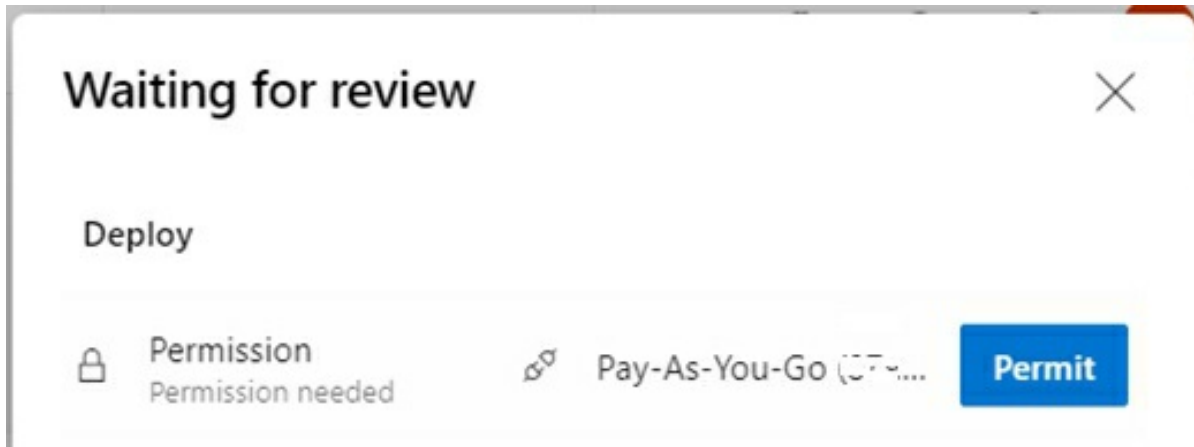 Waiting for review
Deploy
Permission
Permission needed
Pay-As-You-Go
Permit